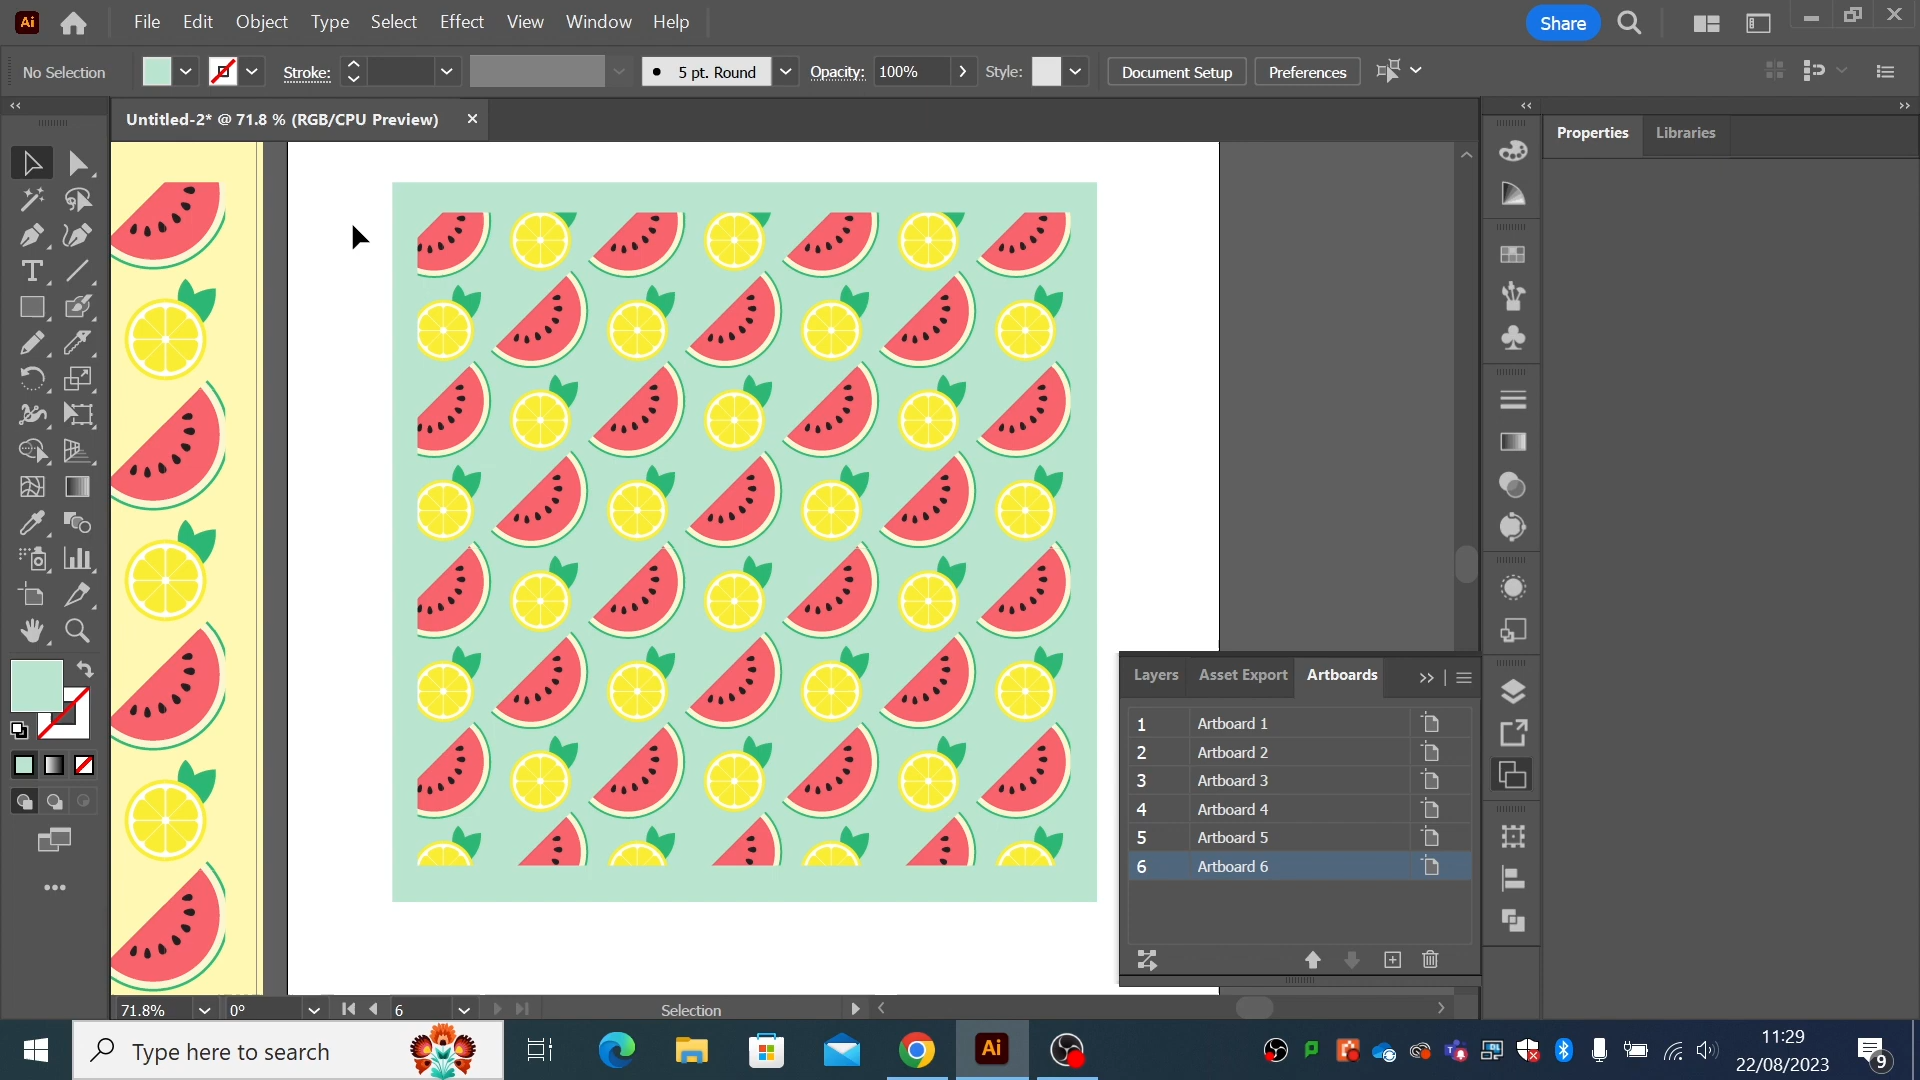 Ai File Edit Object Type Select Effect View Window Help Share
No Selection Stroke: 5 pt. Round Opacity: 100% Style: Document Setup Preferences
Untitled-2* @ 71.8 % (RGB/CPU Preview)
Properties Libraries
Layers Asset Export Artboards
1 Artboard 1
2 Artboard 2
3 Artboard 3
4 Artboard 4
5 Artboard 5
6 Artboard 6
71.8% 0° 6 Selection
Type here to search
Ai
11:29
22/08/2023
9